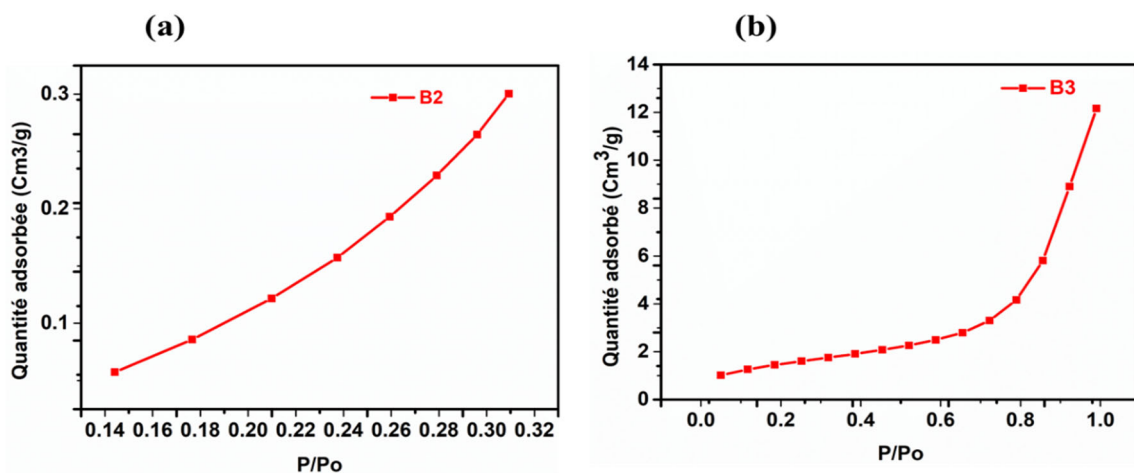 (a)
B2
Quantité adsorbée (Cm3/g)
0.3
0.2
0.1
0.14 0.16 0.18 0.20 0.22 0.24 0.26 0.28 0.30 0.32
P/Po
(b)
B3
Quantité adsorbé (Cm³/g)
14
12
10
8
6
4
2
0
0.0 0.2 0.4 0.6 0.8 1.0
P/Po